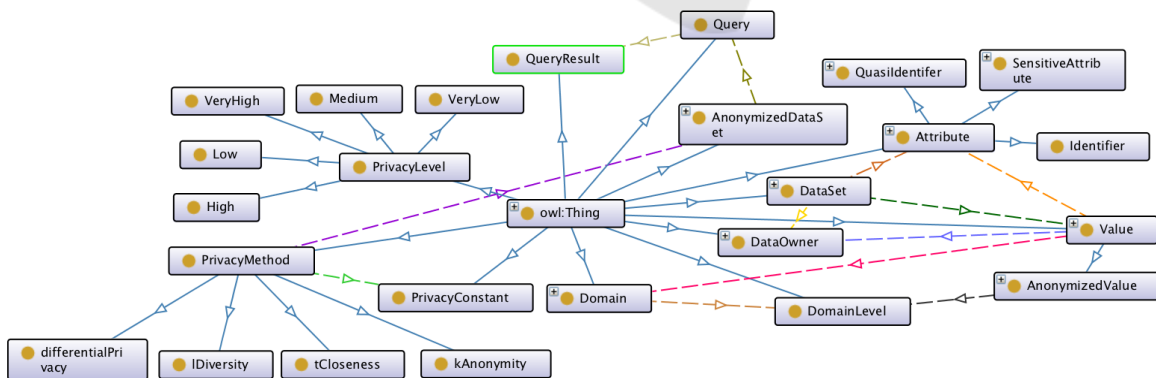 Query
QueryResult
QuasiIdentifer
SensitiveAttrib
ute
VeryHigh
Medium
VeryLow
AnonymizedDataS
et
Attribute
Identifier
Low
PrivacyLevel
DataSet
High
owl:Thing
DataOwner
Value
PrivacyMethod
PrivacyConstant
Domain
DomainLevel
AnonymizedValue
differentialPri
vacy
lDiversity
tCloseness
kAnonymity